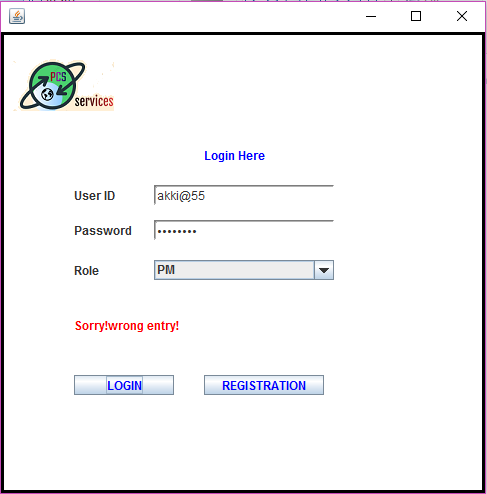 PCS
services
Login Here
User ID akki@55
Password ••••••••
Role PM
Sorry!wrong entry!
LOGIN REGISTRATION